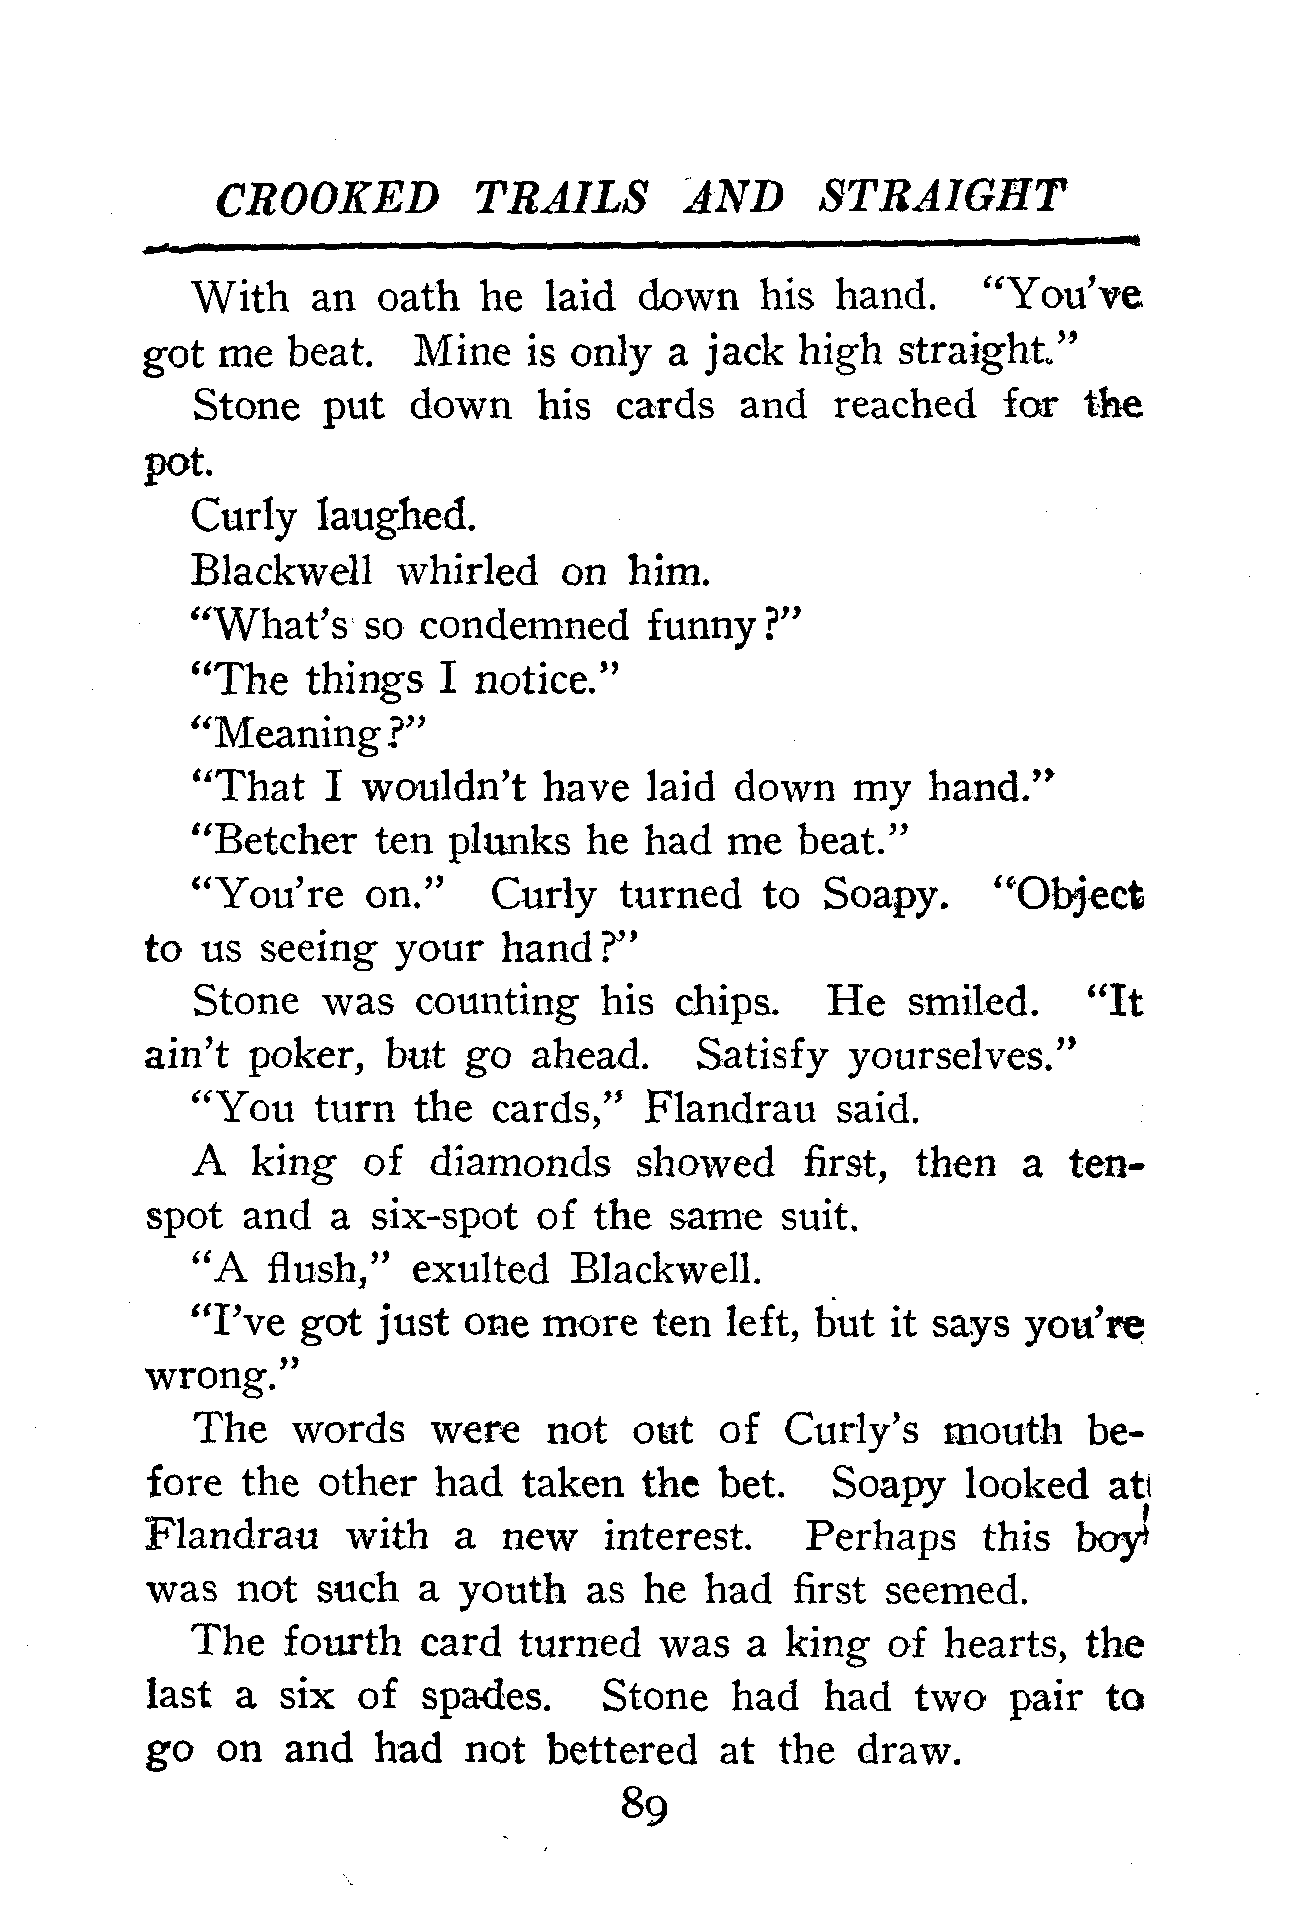 CROOKED TRAILS AND STRAIGHT
With an oath he laid down his hand. "You've
got me beat. Mine is only a jack high straight."
Stone put down his cards and reached for the
pot.
Curly laughed.
Blackwell whirled on him.
"What's so condemned funny?"
"The things I notice."
"Meaning?"
"That I wouldn't have laid down my hand."
"Betcher ten plunks he had me beat."
"You're on." Curly turned to Soapy. "Object
to us seeing your hand?"
Stone was counting his chips. He smiled. "It
ain't poker, but go ahead. Satisfy yourselves."
"You turn the cards," Flandrau said.
A king of diamonds showed first, then a ten-
spot and a six-spot of the same suit.
"A flush," exulted Blackwell.
"I've got just one more ten left, but it says you're
wrong."
The words were not out of Curly's mouth be-
fore the other had taken the bet. Soapy looked at
Flandrau with a new interest. Perhaps this boy
was not such a youth as he had first seemed.
The fourth card turned was a king of hearts, the
last a six of spades. Stone had had two pair to
go on and had not bettered at the draw.
89